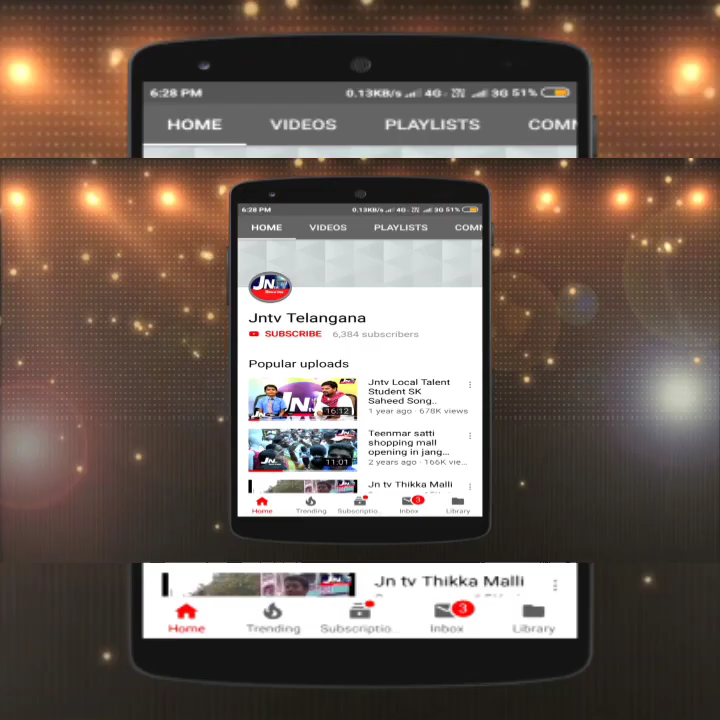 6:28 PM 0.13KB/s 4G 3G 51%
HOME VIDEOS PLAYLISTS COMM
6:28 PM 0.13KB/s 4G 3G 51%
HOME VIDEOS PLAYLISTS COMM
JNtv
Jntv Telangana
SUBSCRIBE 6,384 subscribers
Popular uploads
Jntv Local Talent
Student SK
Saheed Song..
1 year ago · 678K views
JN
16:12
Teenmar satti
shopping mall
opening in jang...
2 years ago · 166K vie...
JN
11:01
Jn tv Thikka Malli
Home Trending Subscriptio.. Inbox 3 Library
Jn tv Thikka Malli
Home Trending Subscriptio.. Inbox 3 Library